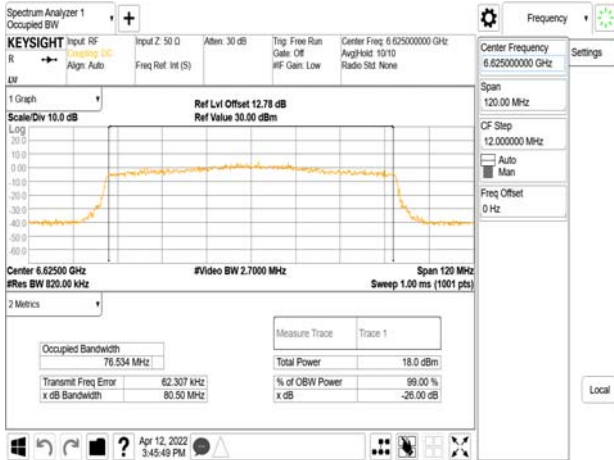 Spectrum Analyzer 1
Occupied BW
Frequency
KEYSIGHT
R
Input: RF
Coupling: DC
Align: Auto
Input Z: 50 Ω
Freq Ref: Int (S)
Atten: 30 dB
Trig: Free Run
Gate: Off
#IF Gain: Low
Center Freq: 6.625000000 GHz
Avg|Hold: 10/10
Radio Std: None
1 Graph
Scale/Div 10.0 dB
Ref Lvl Offset 12.78 dB
Ref Value 30.00 dBm
Log
20.0
10.0
0.00
-10.0
-20.0
-30.0
-40.0
-50.0
-60.0
Center 6.62500 GHz
#Res BW 820.00 kHz
#Video BW 2.7000 MHz
Span 120 MHz
Sweep 1.00 ms (1001 pts)
2 Metrics
Measure Trace Trace 1
Occupied Bandwidth
76.534 MHz
Total Power 18.0 dBm
Transmit Freq Error 62.307 kHz
% of OBW Power 99.00 %
x dB Bandwidth 80.50 MHz
x dB -26.00 dB
Center Frequency
6.625000000 GHz
Settings
Span
120.00 MHz
CF Step
12.000000 MHz
Auto
Man
Freq Offset
0 Hz
Local
?
Apr 12, 2022
3:45:49 PM